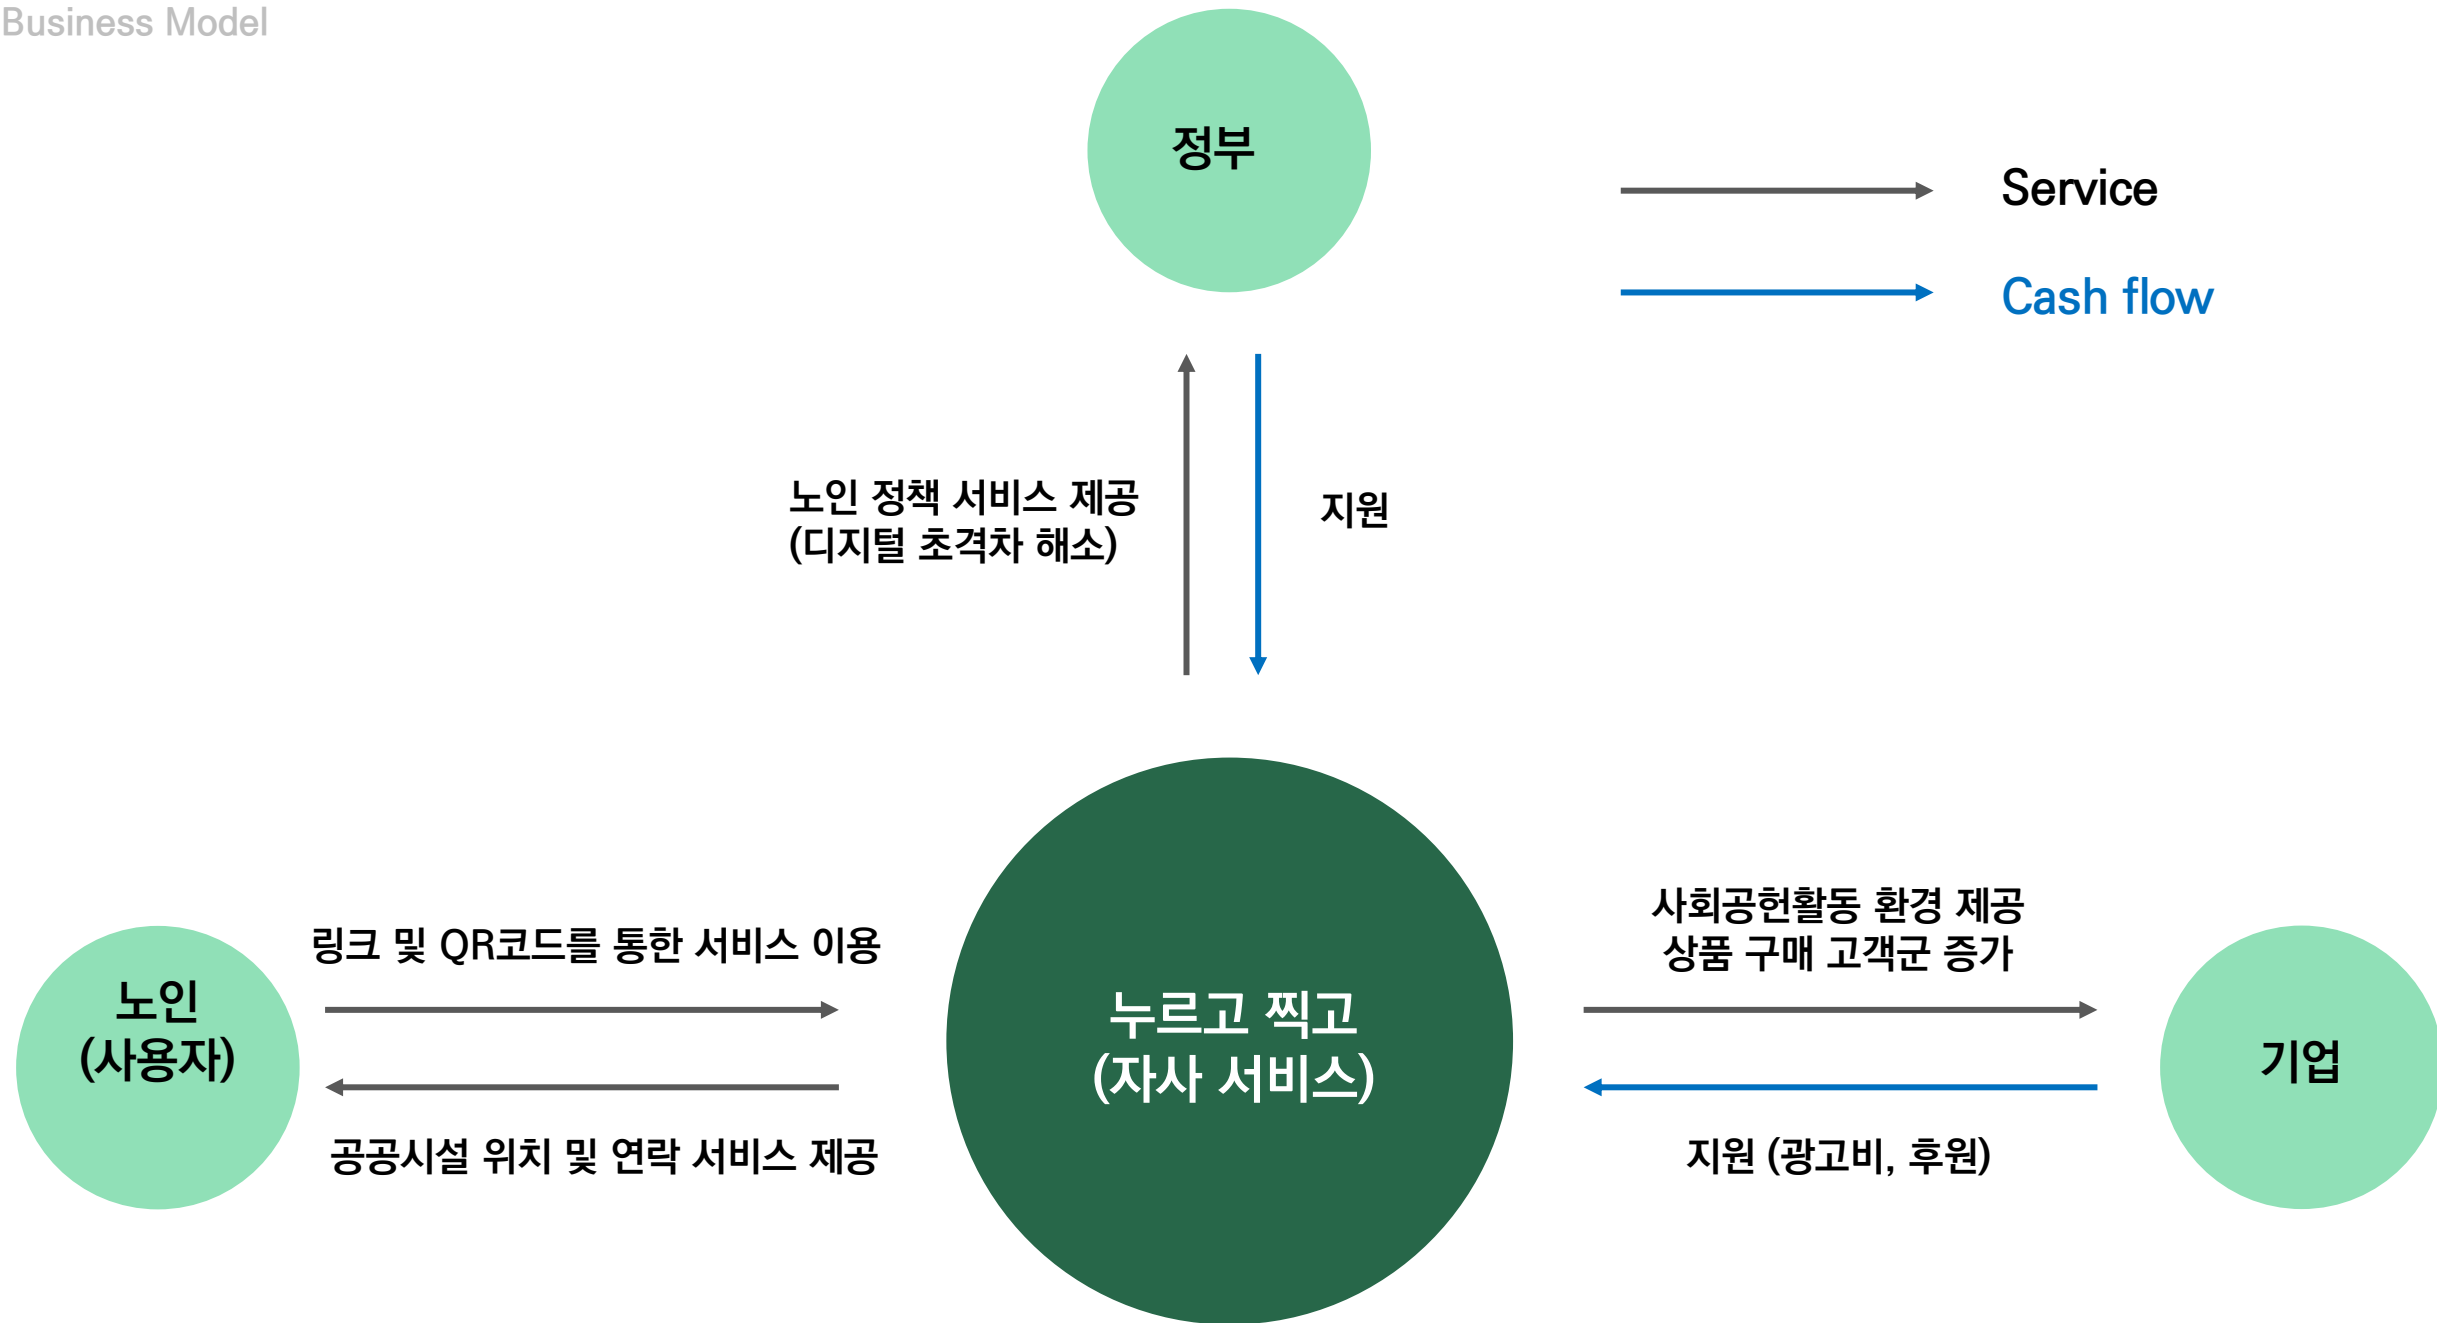 Business Model
정부
Service
Cash flow
노인 정책 서비스 제공
(디지털 초격차 해소)
지원
링크 및 QR코드를 통한 서비스 이용
노인
(사용자)
공공시설 위치 및 연락 서비스 제공
누르고 찍고
(자사 서비스)
사회공헌활동 환경 제공
상품 구매 고객군 증가
기업
지원 (광고비, 후원)